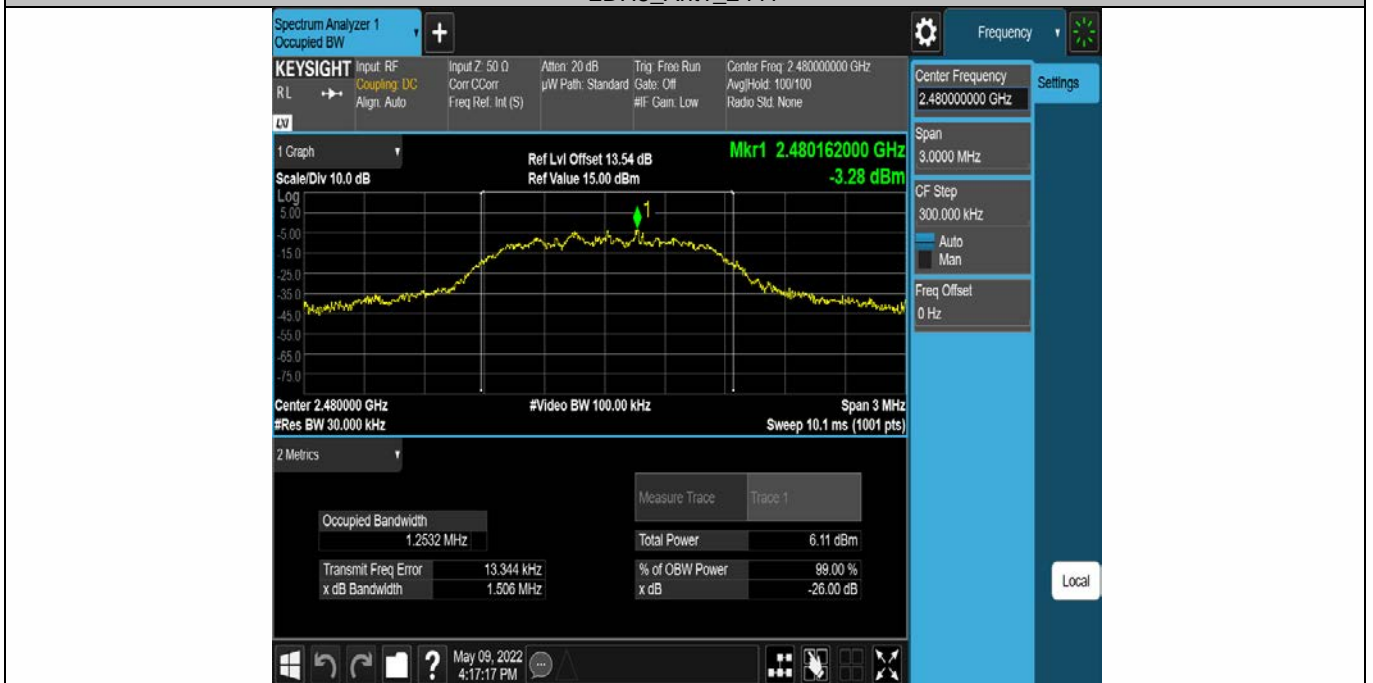 Spectrum Analyzer 1
Occupied BW
+
Frequency
KEYSIGHT
RL
LXI
Input: RF
Coupling: DC
Align: Auto
Input Z: 50 Ω
Corr CCorr
Freq Ref: Int (S)
Atten: 20 dB
µW Path: Standard
Trig: Free Run
Gate: Off
#IF Gain: Low
Center Freq: 2.480000000 GHz
Avg|Hold: 100/100
Radio Std: None
Center Frequency
2.480000000 GHz
Settings
Span
3.0000 MHz
CF Step
300.000 kHz
Auto
Man
Freq Offset
0 Hz
Local
1 Graph
Scale/Div 10.0 dB
Ref Lvl Offset 13.54 dB
Ref Value 15.00 dBm
Mkr1 2.480162000 GHz
-3.28 dBm
Log
5.00
-5.00
-15.0
-25.0
-35.0
-45.0
-55.0
-65.0
-75.0
1
Center 2.480000 GHz
#Res BW 30.000 kHz
#Video BW 100.00 kHz
Span 3 MHz
Sweep 10.1 ms (1001 pts)
2 Metrics
Measure Trace Trace 1
Occupied Bandwidth
1.2532 MHz
Total Power 6.11 dBm
Transmit Freq Error 13.344 kHz
% of OBW Power 99.00 %
x dB Bandwidth 1.506 MHz
x dB -26.00 dB
?
May 09, 2022
4:17:17 PM